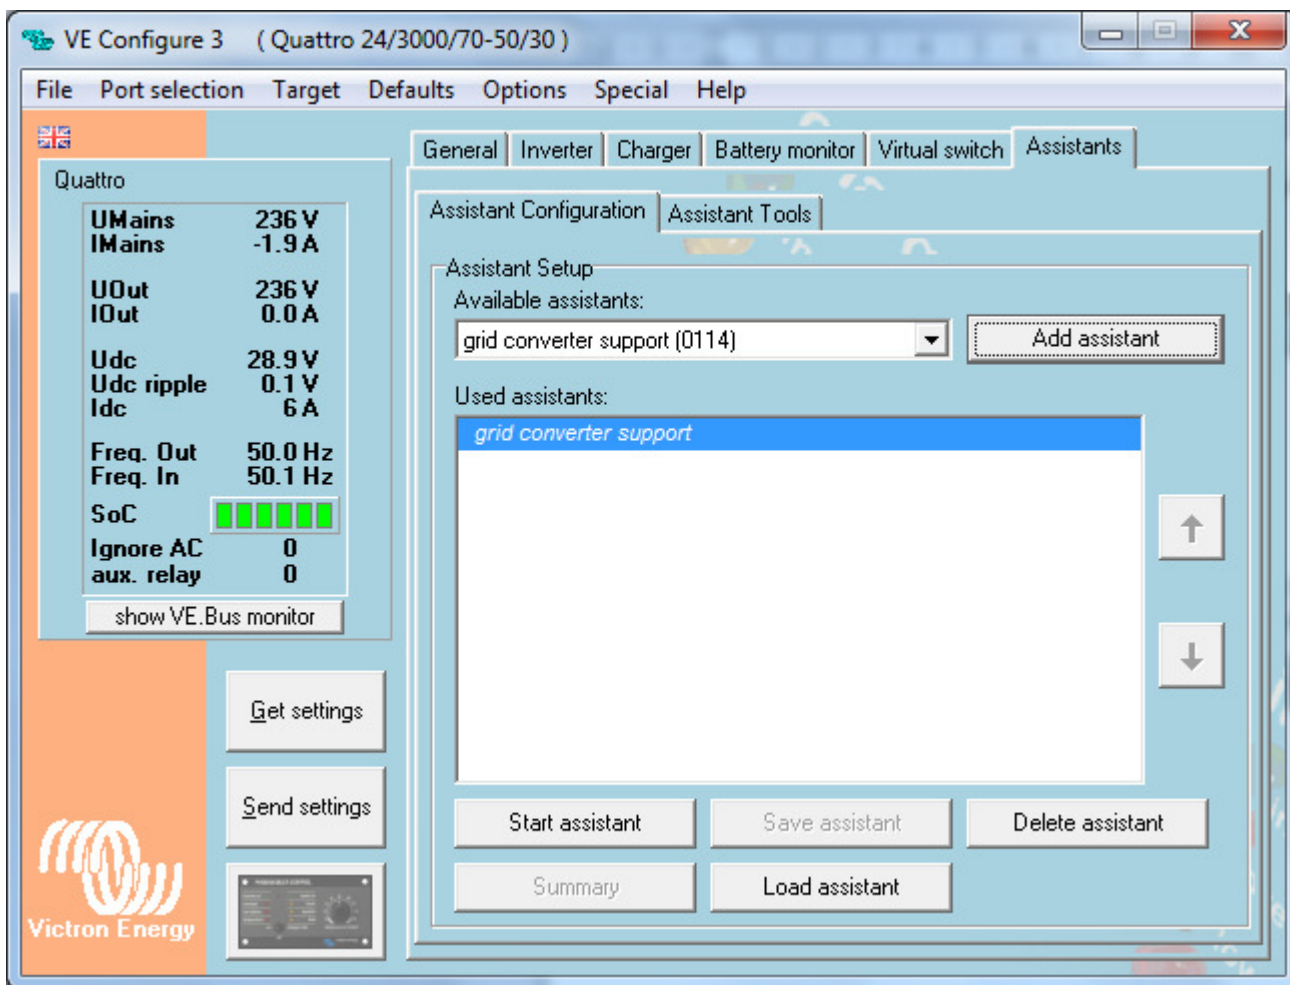 VE Configure 3 ( Quattro 24/3000/70-50/30 )
File Port selection Target Defaults Options Special Help
General Inverter Charger Battery monitor Virtual switch Assistants
Quattro
UMains 236 V
IMains -1.9 A
UOut 236 V
IOut 0.0 A
Udc 28.9 V
Udc ripple 0.1 V
Idc 6 A
Freq. Out 50.0 Hz
Freq. In 50.1 Hz
SoC
Ignore AC 0
aux. relay 0
show VE.Bus monitor
Get settings
Send settings
Victron Energy
Assistant Configuration Assistant Tools
Assistant Setup
Available assistants:
grid converter support (0114) Add assistant
Used assistants:
grid converter support
Start assistant Save assistant Delete assistant
Summary Load assistant